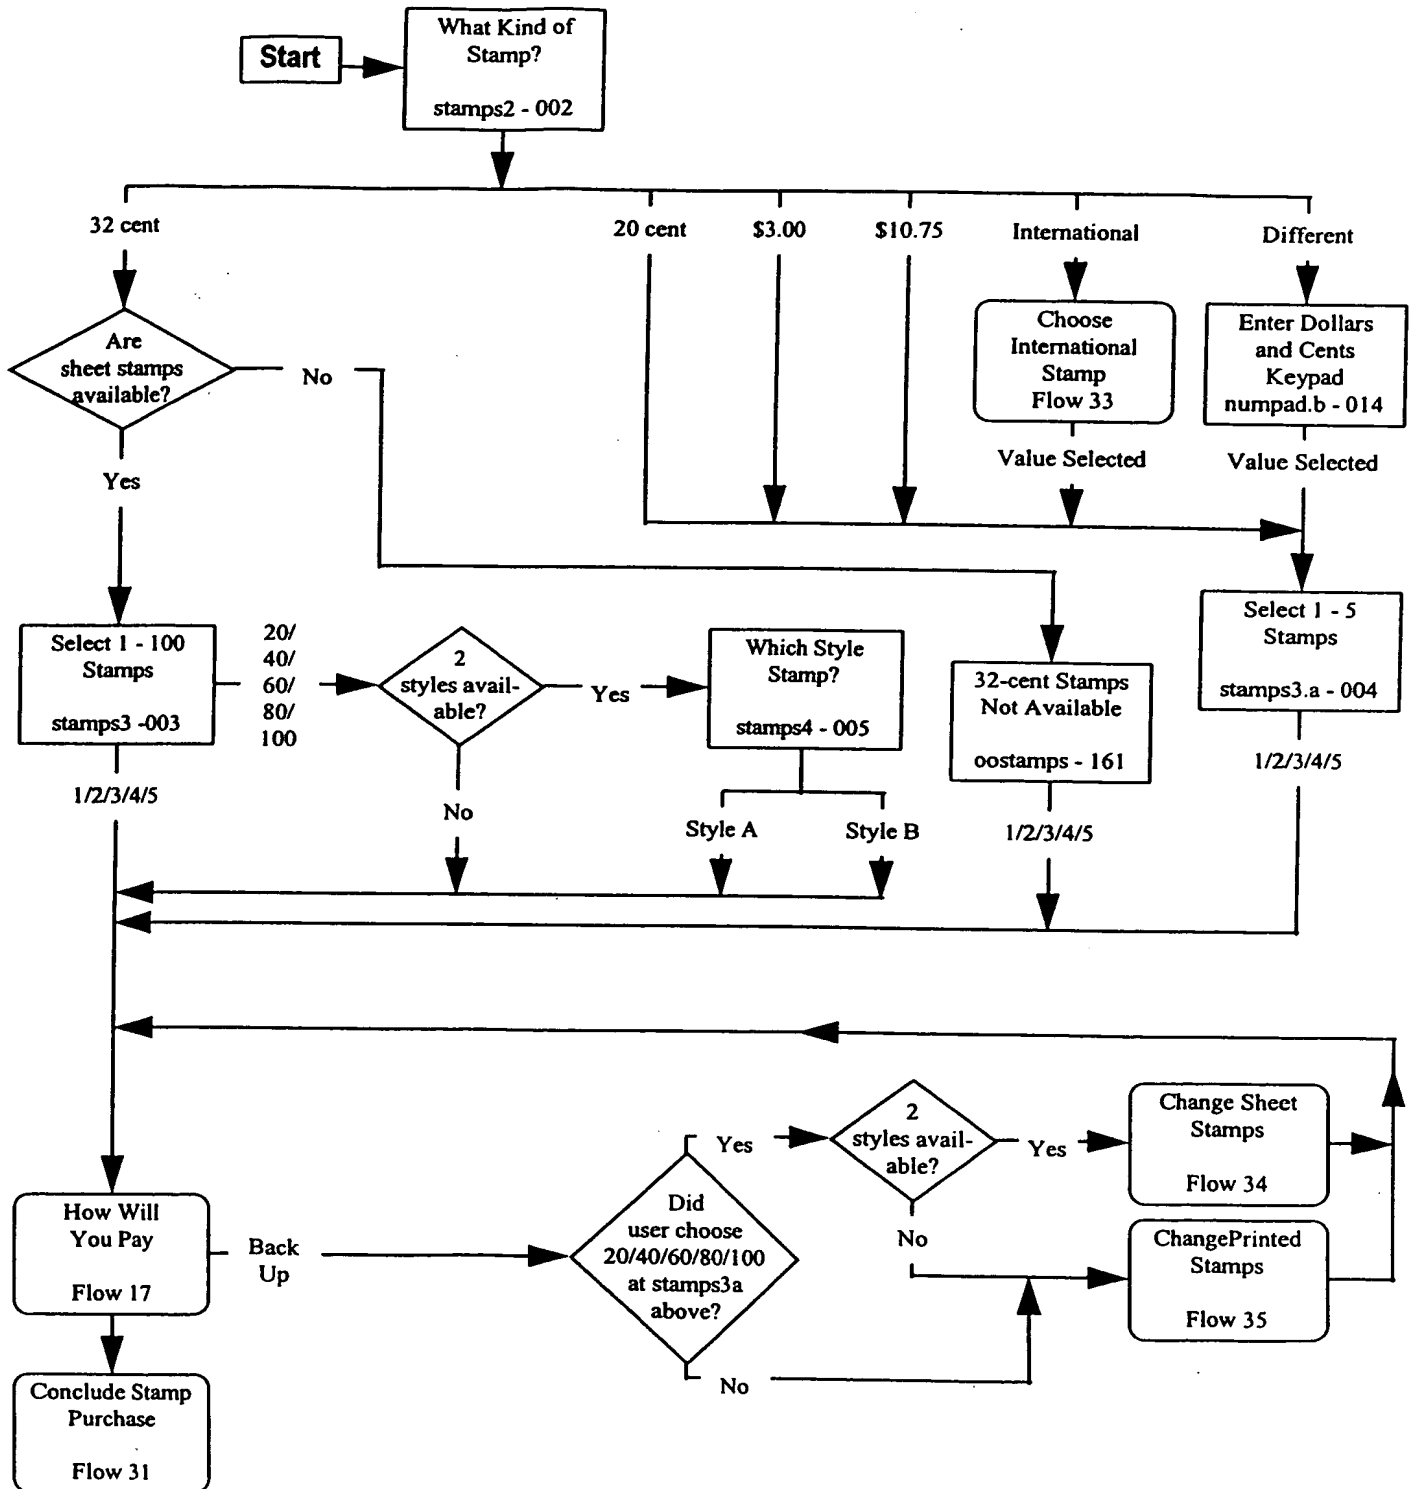 Start
What Kind of
Stamp?
stamps2 - 002
32 cent
20 cent
$3.00
$10.75
International
Different
Are
sheet stamps
available?
No
Choose
International
Stamp
Flow 33
Enter Dollars
and Cents
Keypad
numpad.b - 014
Yes
Value Selected
Value Selected
Select 1 - 100
Stamps
stamps3 -003
20/
40/
60/
80/
100
2
styles avail-
able?
Yes
Which Style
Stamp?
stamps4 - 005
32-cent Stamps
Not Available
oostamps - 161
Select 1 - 5
Stamps
stamps3.a - 004
1/2/3/4/5
No
Style A
Style B
1/2/3/4/5
1/2/3/4/5
How Will
You Pay
Flow 17
Back
Up
Did
user choose
20/40/60/80/100
at stamps3a
above?
Yes
2
styles avail-
able?
Yes
Change Sheet
Stamps
Flow 34
No
ChangePrinted
Stamps
Flow 35
No
Conclude Stamp
Purchase
Flow 31